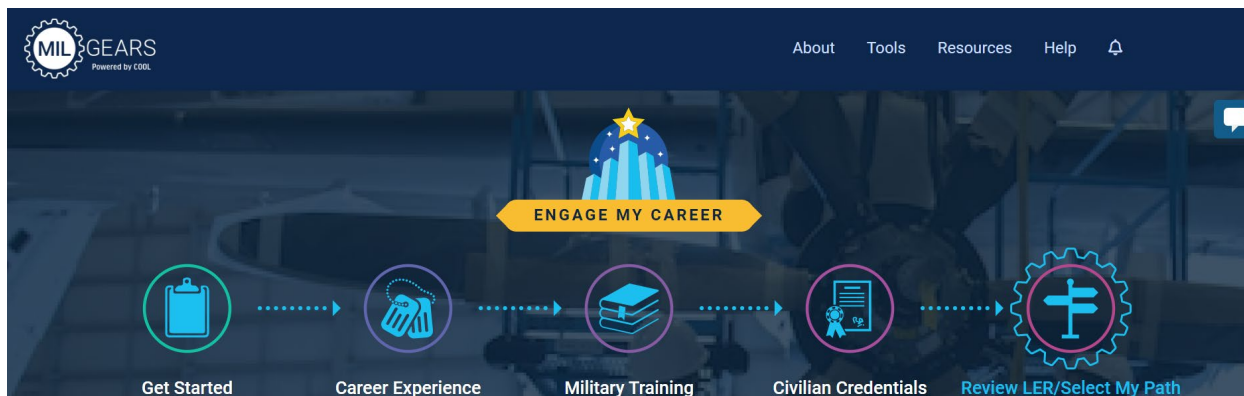 MIL GEARS
Powered by COOL
About Tools Resources Help
ENGAGE MY CAREER
Get Started Career Experience Military Training Civilian Credentials Review LER/Select My Path